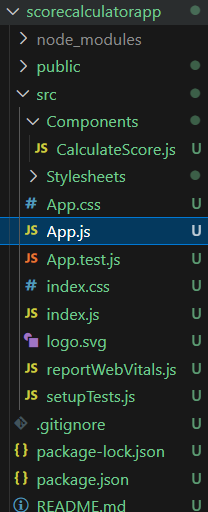 scorecalculatorapp
node_modules
public
src
Components
JS CalculateScore.js U
Stylesheets
# App.css U
JS App.js U
JS App.test.js U
# index.css U
JS index.js U
logo.svg U
JS reportWebVitals.js U
JS setupTests.js U
.gitignore U
{} package-lock.json U
{} package.json U
README.md U